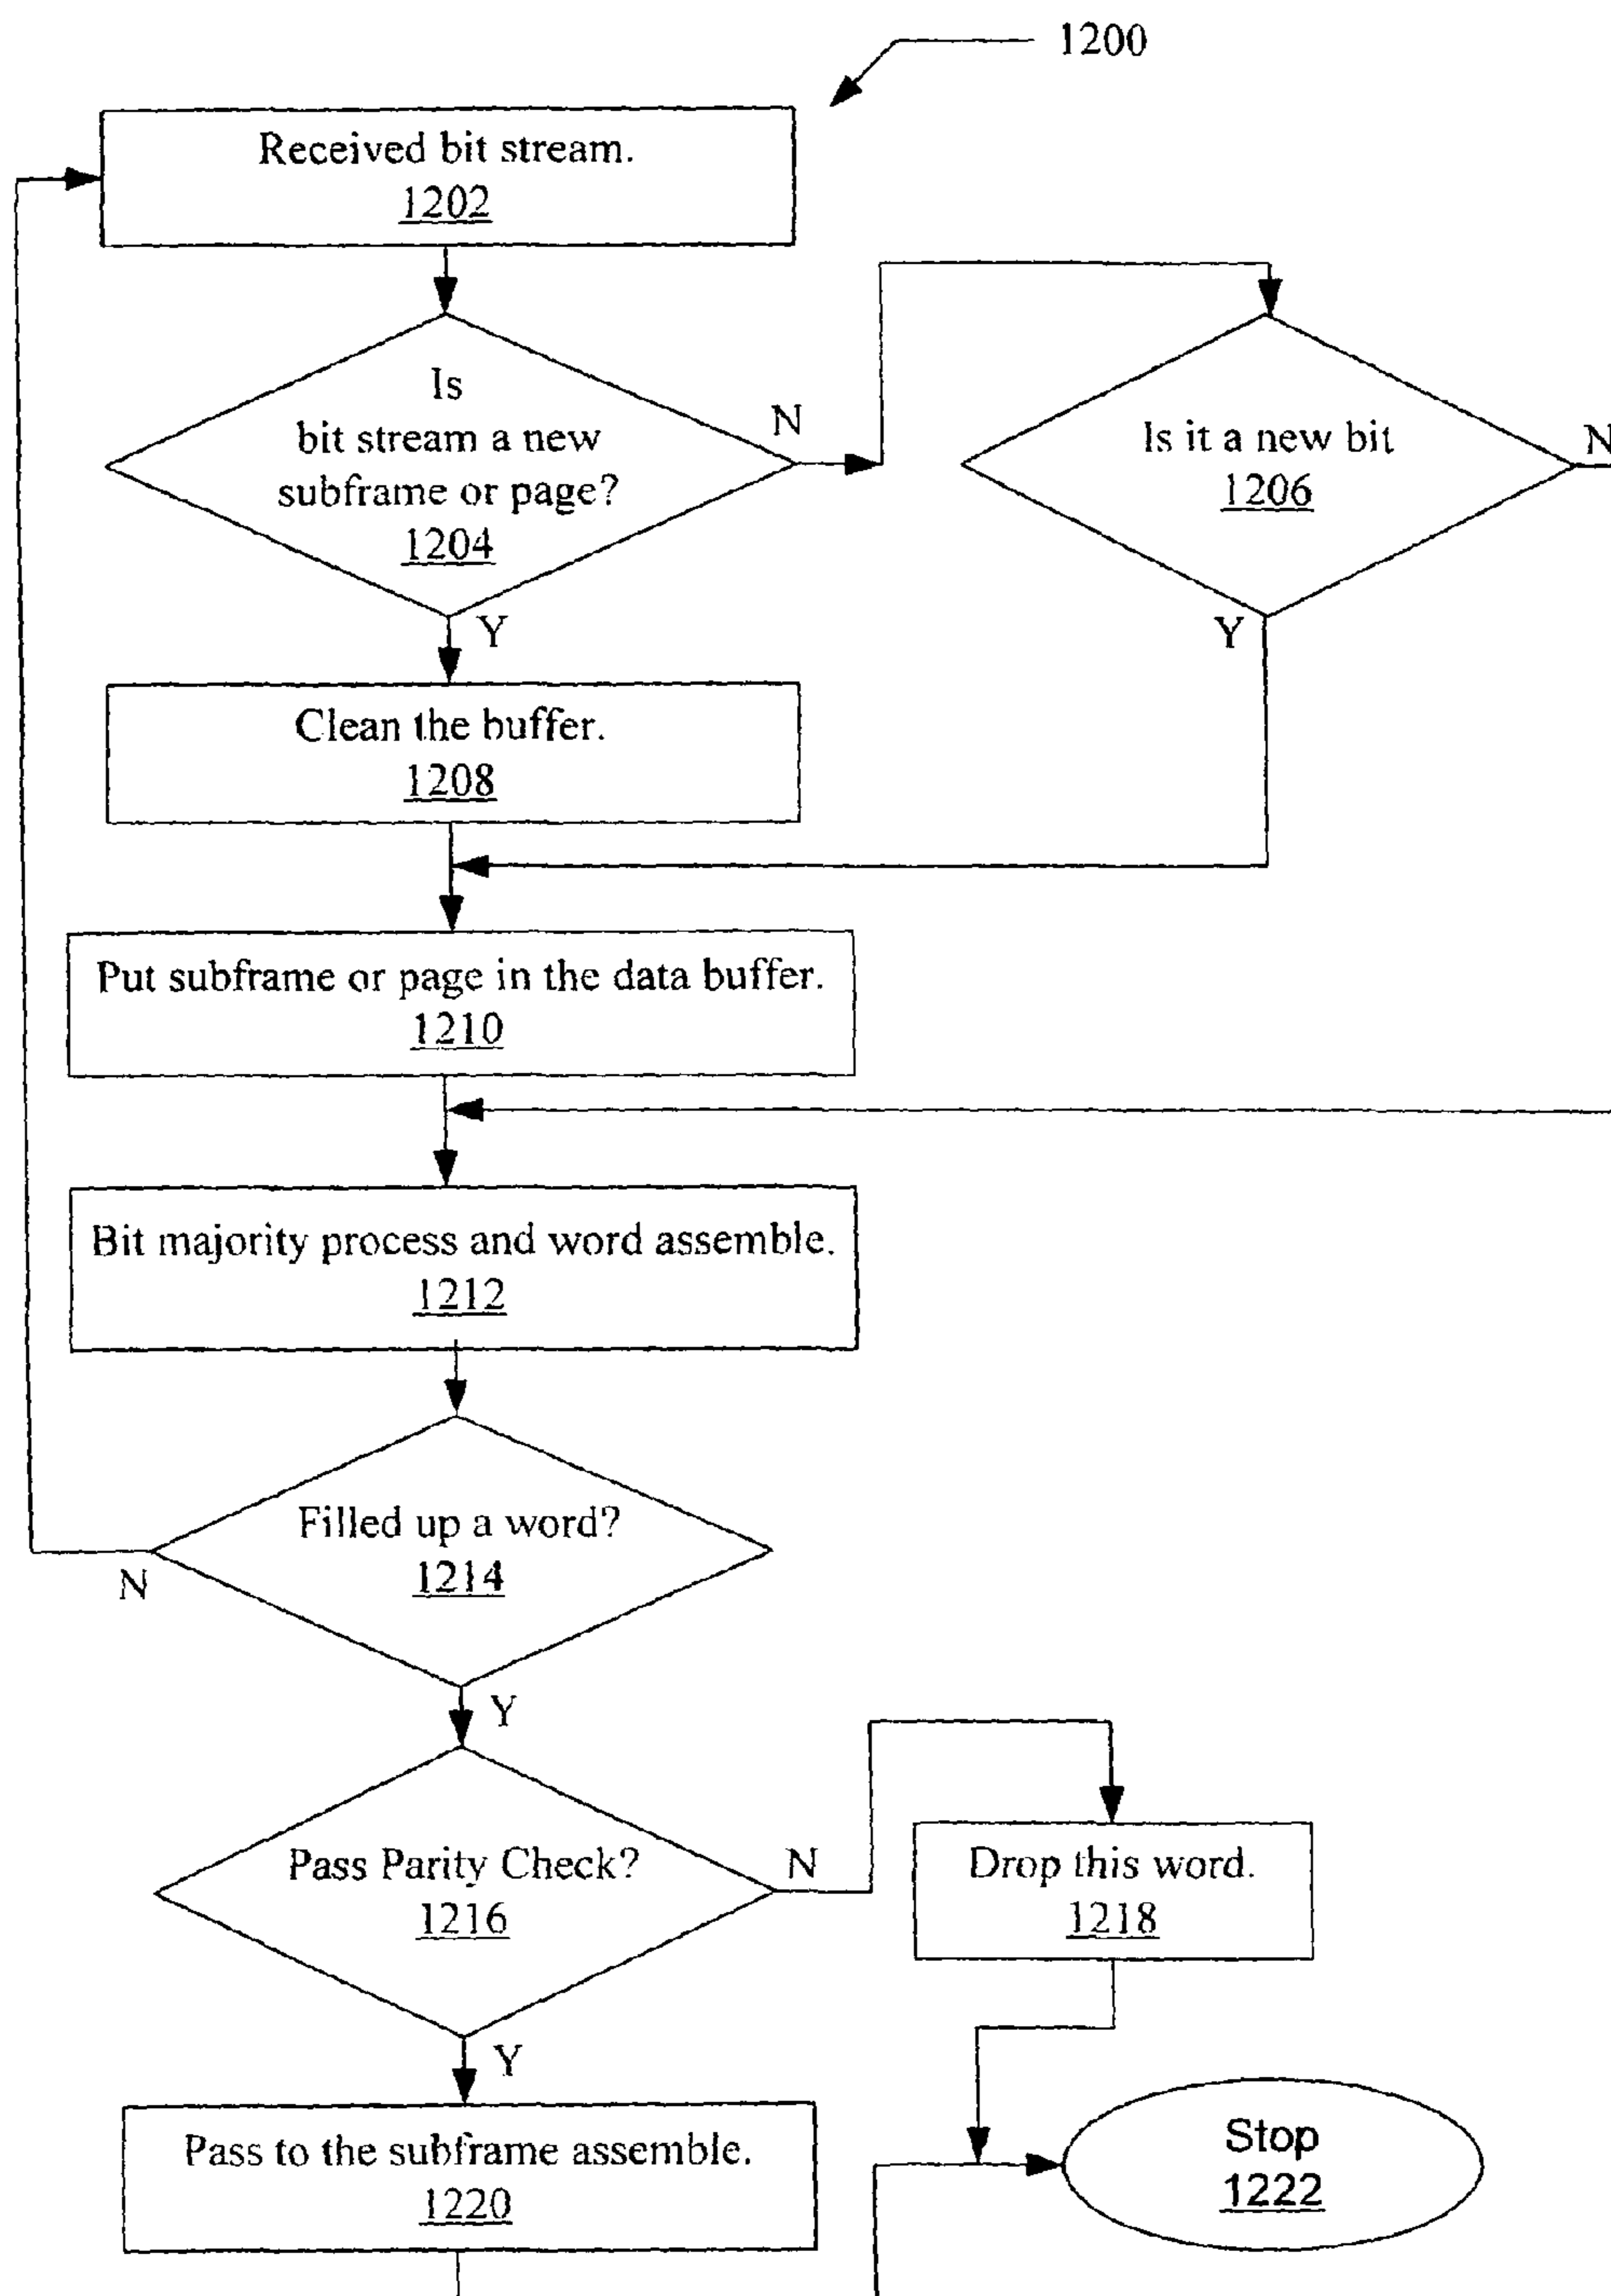 1200
Received bit stream.
1202
Is
bit stream a new
subframe or page?
1204
N
Y
Is it a new bit
1206
N
Y
Clean the buffer.
1208
Put subframe or page in the data buffer.
1210
Bit majority process and word assemble.
1212
Filled up a word?
1214
N
Y
Pass Parity Check?
1216
N
Y
Drop this word.
1218
Pass to the subframe assemble.
1220
Stop
1222